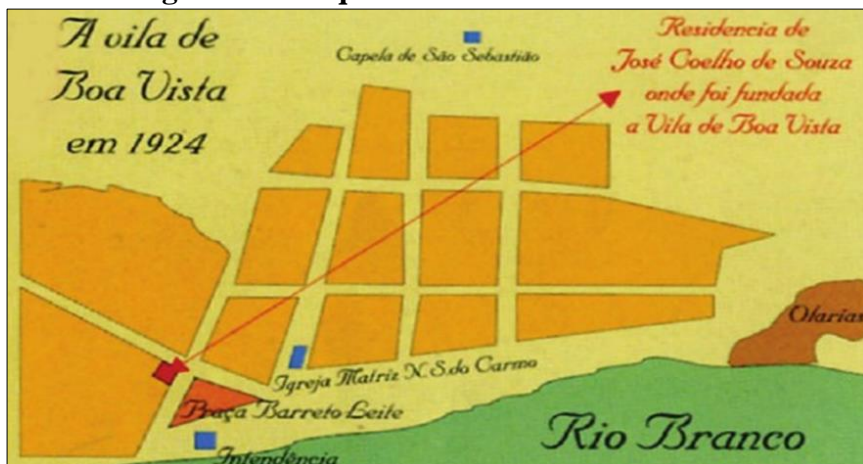 A vila de
Boa Vista
em 1924
Capela de São Sebastião
Residencia de
José Coelho de Souza
onde foi fundada
a Vila de Boa Vista
Olarias
Igreja Matriz N.S.do Carmo
Praça Barreto Leite
Rio Branco
Intendência